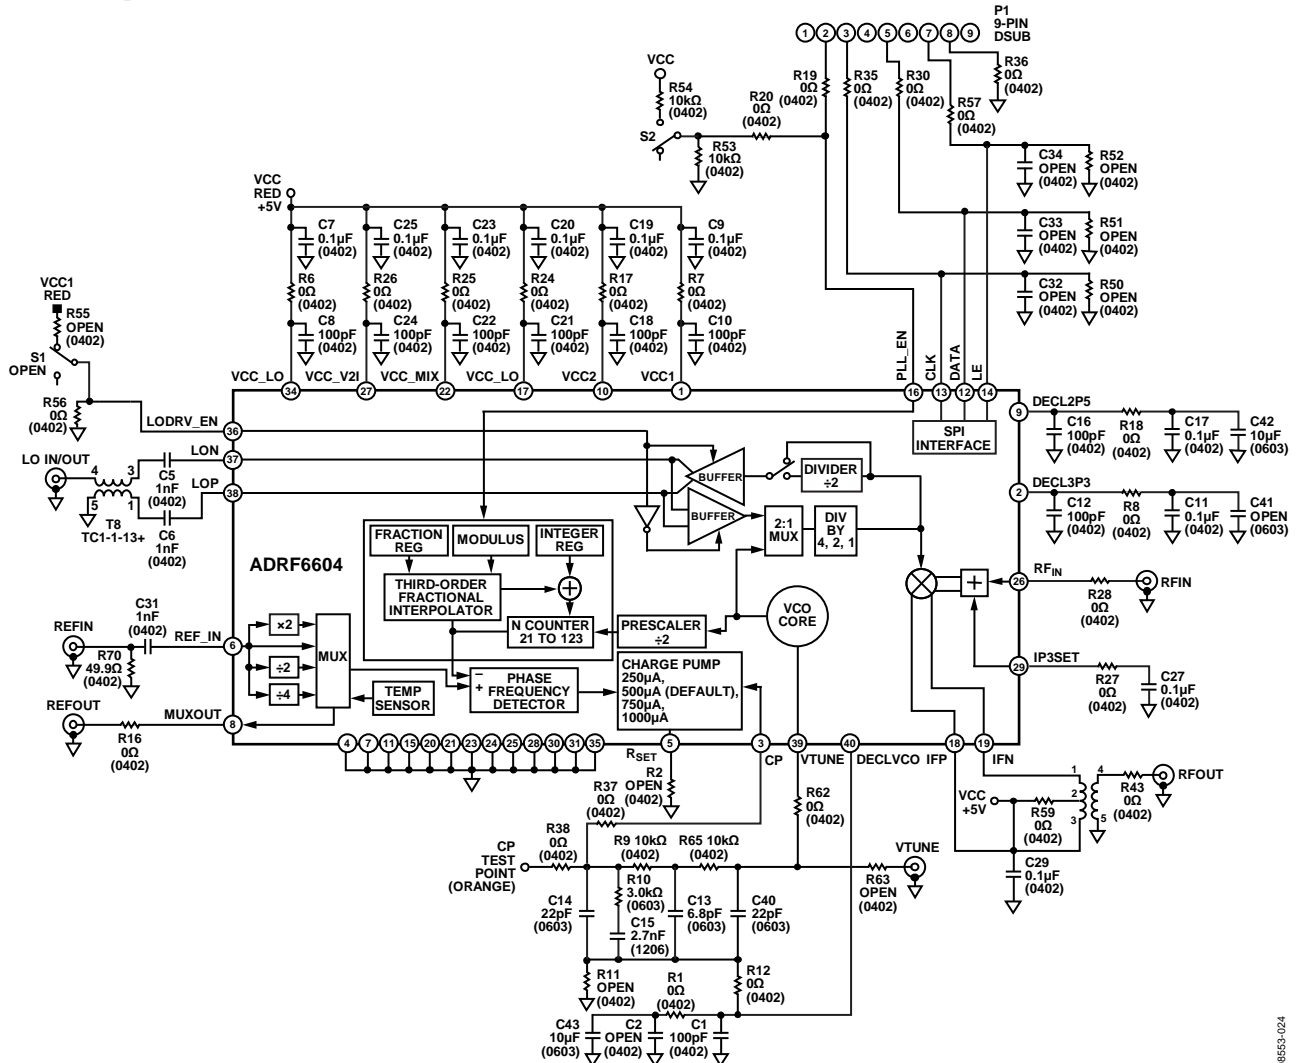 P1
9-PIN
DSUB
1 2 3 4 5 6 7 8 9
VCC
R54
10kΩ
(0402)
S2
R53
10kΩ
(0402)
R20
0Ω
(0402)
R19
0Ω
(0402)
R35
0Ω
(0402)
R30
0Ω
(0402)
R57
0Ω
(0402)
R36
0Ω
(0402)
C34
OPEN
(0402)
R52
OPEN
(0402)
C33
OPEN
(0402)
R51
OPEN
(0402)
C32
OPEN
(0402)
R50
OPEN
(0402)
VCC
RED
+5V
C7
0.1µF
(0402)
C25
0.1µF
(0402)
C23
0.1µF
(0402)
C20
0.1µF
(0402)
C19
0.1µF
(0402)
C9
0.1µF
(0402)
R6
0Ω
(0402)
R26
0Ω
(0402)
R25
0Ω
(0402)
R24
0Ω
(0402)
R17
0Ω
(0402)
R7
0Ω
(0402)
C8
100pF
(0402)
C24
100pF
(0402)
C22
100pF
(0402)
C21
100pF
(0402)
C18
100pF
(0402)
C10
100pF
(0402)
VCC1
RED
R55
OPEN
(0402)
S1
OPEN
R56
0Ω
(0402)
VCC_LO
34
VCC_V2I
27
VCC_MIX
22
VCC_LO
17
VCC2
10
VCC1
1
PLL_EN
16
CLK
13
DATA
12
LE
14
SPI
INTERFACE
LODRV_EN
36
LON
37
LOP
38
LO IN/OUT
4
3
5
1
T8
TC1-1-13+
C5
1nF
(0402)
C6
1nF
(0402)
9
DECL2P5
C16
100pF
(0402)
R18
0Ω
(0402)
C17
0.1µF
(0402)
C42
10µF
(0603)
2
DECL3P3
C12
100pF
(0402)
R8
0Ω
(0402)
C11
0.1µF
(0402)
C41
OPEN
(0603)
BUFFER
BUFFER
DIVIDER
÷2
2:1
MUX
DIV
BY
4, 2, 1
ADRF6604
FRACTION
REG
MODULUS
INTEGER
REG
THIRD-ORDER
FRACTIONAL
INTERPOLATOR
+
N COUNTER
21 TO 123
PRESCALER
÷2
VCO
CORE
+
26
RF_IN
R28
0Ω
(0402)
RFIN
29
IP3SET
R27
0Ω
(0402)
C27
0.1µF
(0402)
REFIN
R70
49.9Ω
(0402)
C31
1nF
(0402)
REF_IN
6
×2
÷2
÷4
MUX
TEMP
SENSOR
−
+
PHASE
FREQUENCY
DETECTOR
CHARGE PUMP
250µA,
500µA (DEFAULT),
750µA,
1000µA
REFOUT
R16
0Ω
(0402)
MUXOUT
8
4 7 11 15 20 21 23 24 25 28 30 31 35
RSET
5
R2
OPEN
(0402)
3
CP
39
VTUNE
40
DECLVCO
IFP
18
19
IFN
R37
0Ω
(0402)
R62
0Ω
(0402)
VCC
+5V
R59
0Ω
(0402)
1
2
3
4
5
R43
0Ω
(0402)
RFOUT
C29
0.1µF
(0402)
CP
TEST
POINT
(ORANGE)
R38
0Ω
(0402)
R9 10kΩ
(0402)
R65 10kΩ
(0402)
R63
OPEN
(0402)
VTUNE
C14
22pF
(0603)
R10
3.0kΩ
(0603)
C15
2.7nF
(1206)
C13
6.8pF
(0603)
C40
22pF
(0603)
R11
OPEN
(0402)
R12
0Ω
(0402)
R1
0Ω
(0402)
C43
10µF
(0603)
C2
OPEN
(0402)
C1
100pF
(0402)